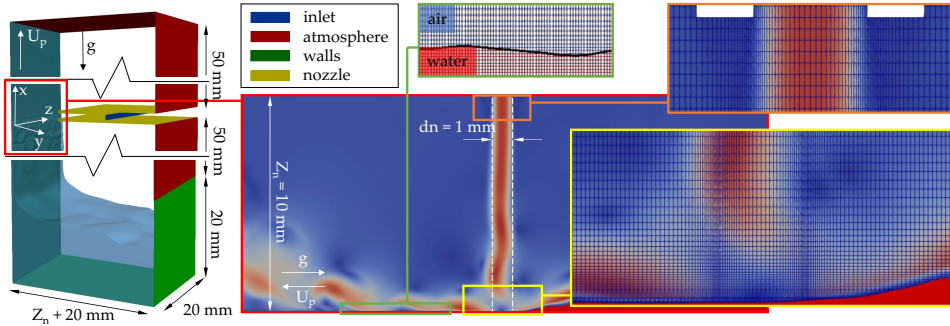 U_p
g
50 mm
x
z
y
50 mm
20 mm
20 mm
Z_n + 20 mm
inlet
atmosphere
walls
nozzle
air
water
dn = 1 mm
Z_n = 10 mm
g
U_p